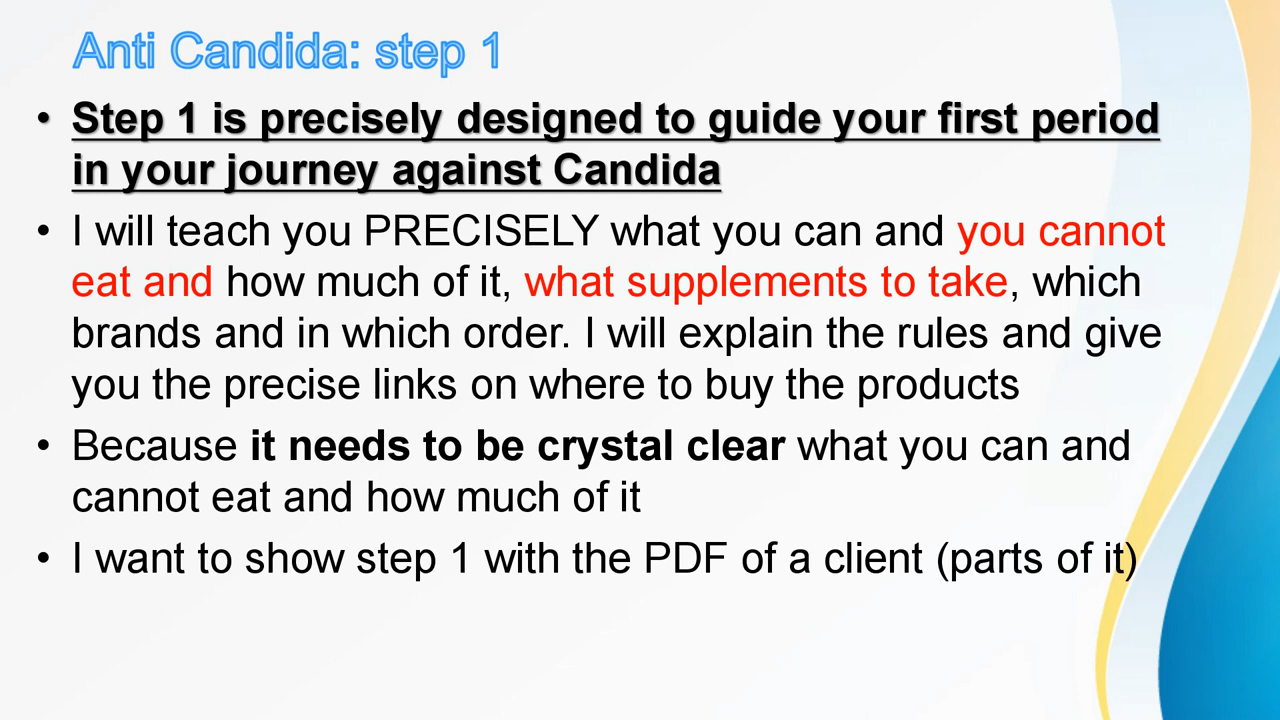 Anti Candida: step 1
• Step 1 is precisely designed to guide your first period
in your journey against Candida
• I will teach you PRECISELY what you can and you cannot
eat and how much of it, what supplements to take, which
brands and in which order. I will explain the rules and give
you the precise links on where to buy the products
• Because it needs to be crystal clear what you can and
cannot eat and how much of it
• I want to show step 1 with the PDF of a client (parts of it)